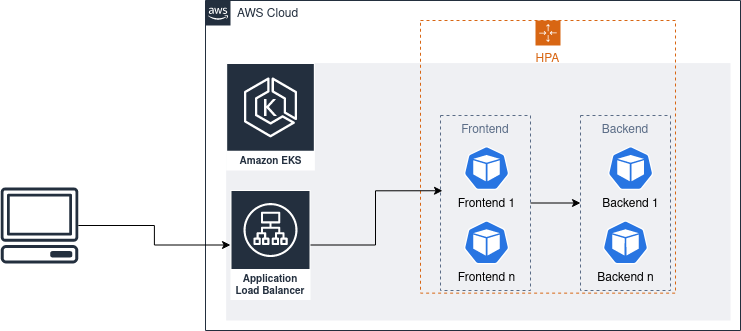 aws
AWS Cloud
HPA
Amazon EKS
Frontend
Backend
Frontend 1
Backend 1
Frontend n
Backend n
Application
Load Balancer